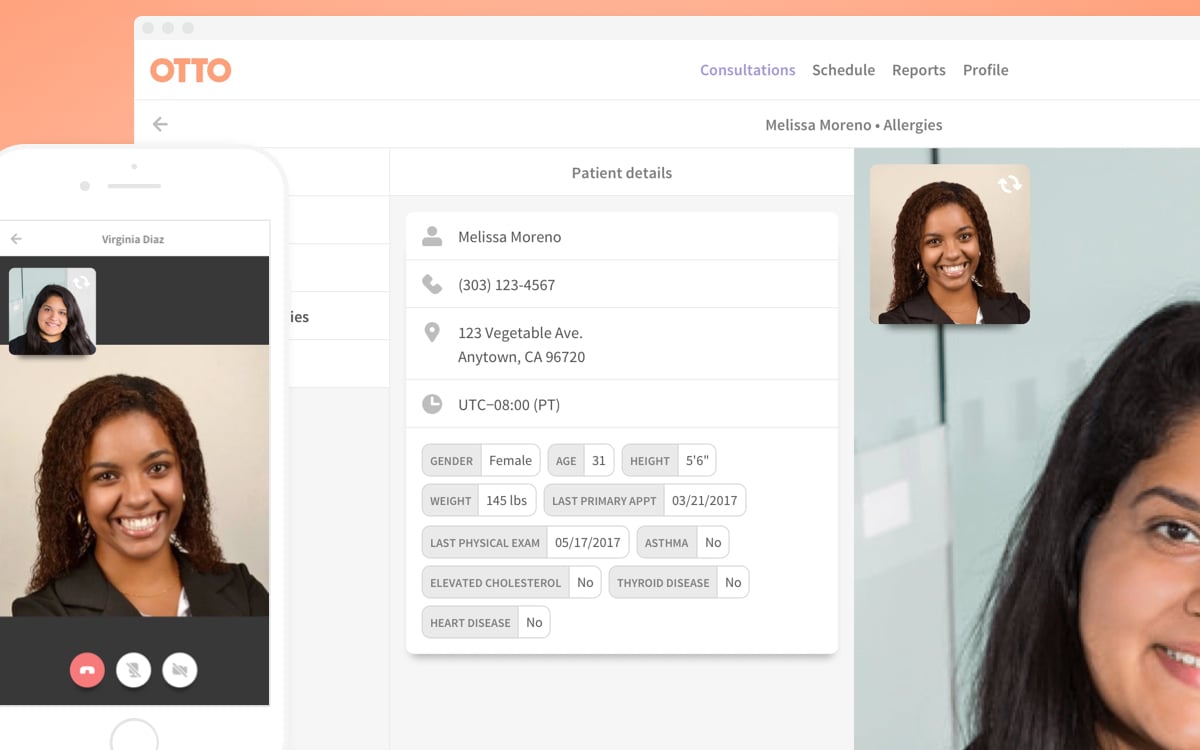 OTTO
Consultations Schedule Reports Profile
Melissa Moreno • Allergies
Virginia Diaz
ies
Patient details
Melissa Moreno
(303) 123-4567
123 Vegetable Ave.
Anytown, CA 96720
UTC−08:00 (PT)
GENDER Female AGE 31 HEIGHT 5'6"
WEIGHT 145 lbs LAST PRIMARY APPT 03/21/2017
LAST PHYSICAL EXAM 05/17/2017 ASTHMA No
ELEVATED CHOLESTEROL No THYROID DISEASE No
HEART DISEASE No